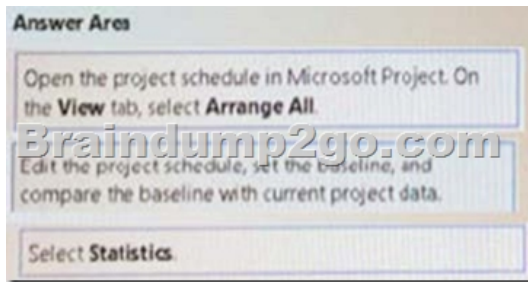 Answer Area
Open the project schedule in Microsoft Project. On
the View tab, select Arrange All.
Braindump2go.com
Edit the project schedule, set the baseline, and
compare the baseline with current project data.
Select Statistics.